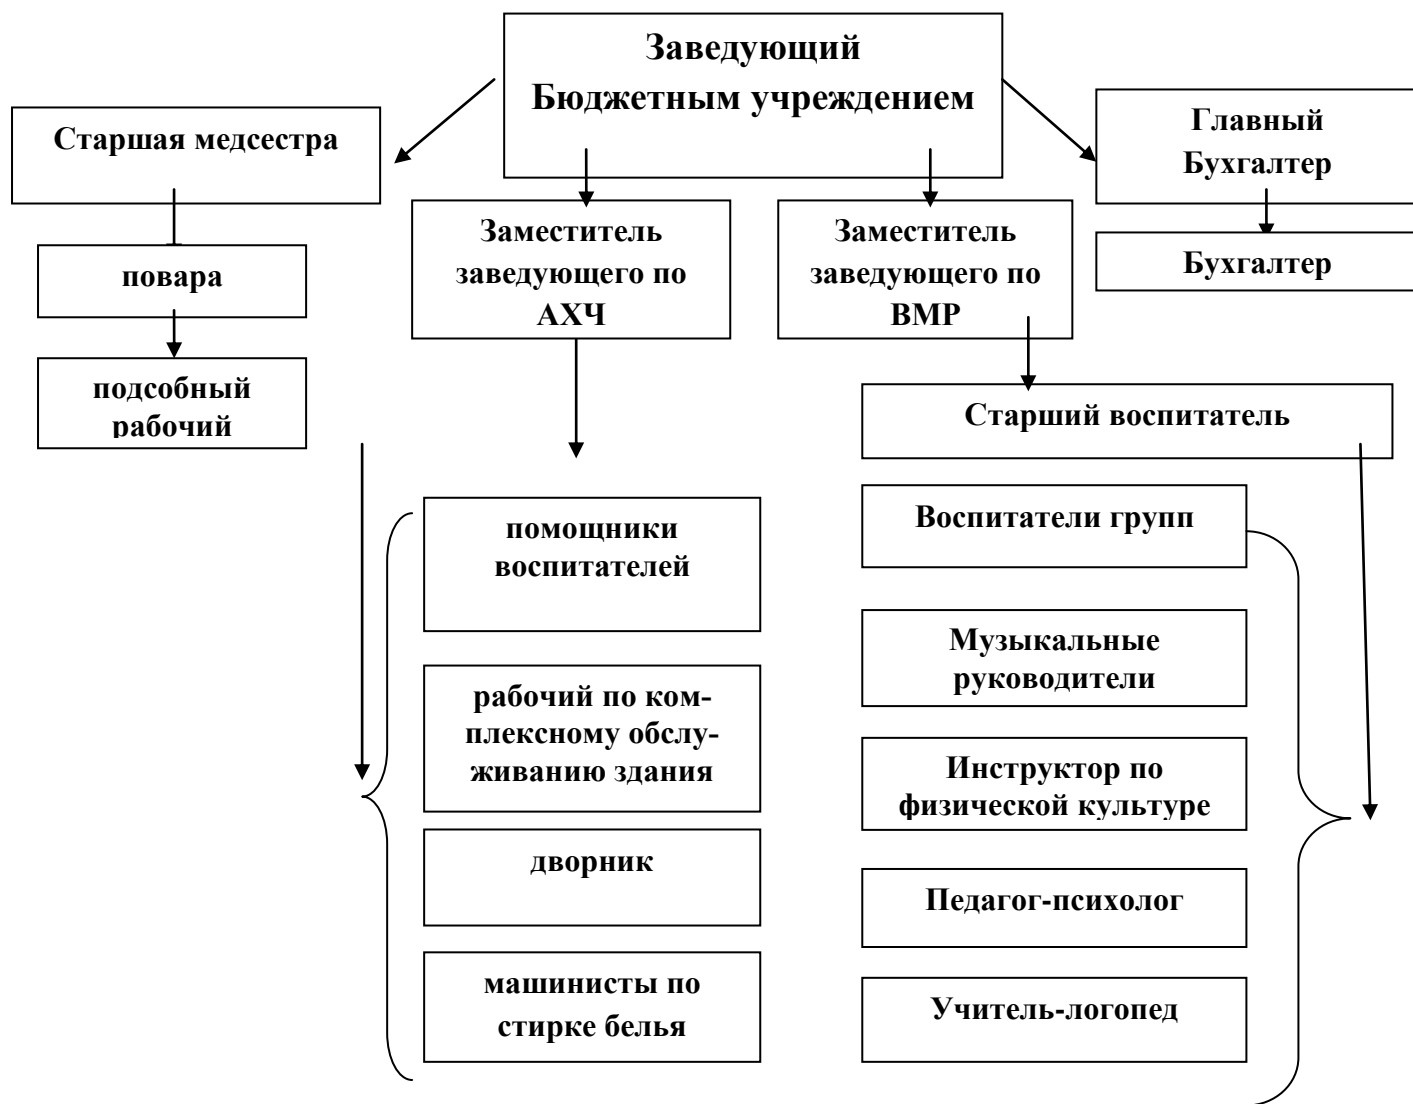 Заведующий
Бюджетным учреждением
Старшая медсестра
Главный
Бухгалтер
Заместитель
заведующего по
АХЧ
Заместитель
заведующего по
ВМР
Бухгалтер
повара
подсобный
рабочий
Старший воспитатель
помощники
воспитателей
рабочий по ком-
плексному обслу-
живанию здания
дворник
машинисты по
стирке белья
Воспитатели групп
Музыкальные
руководители
Инструктор по
физической культуре
Педагог-психолог
Учитель-логопед